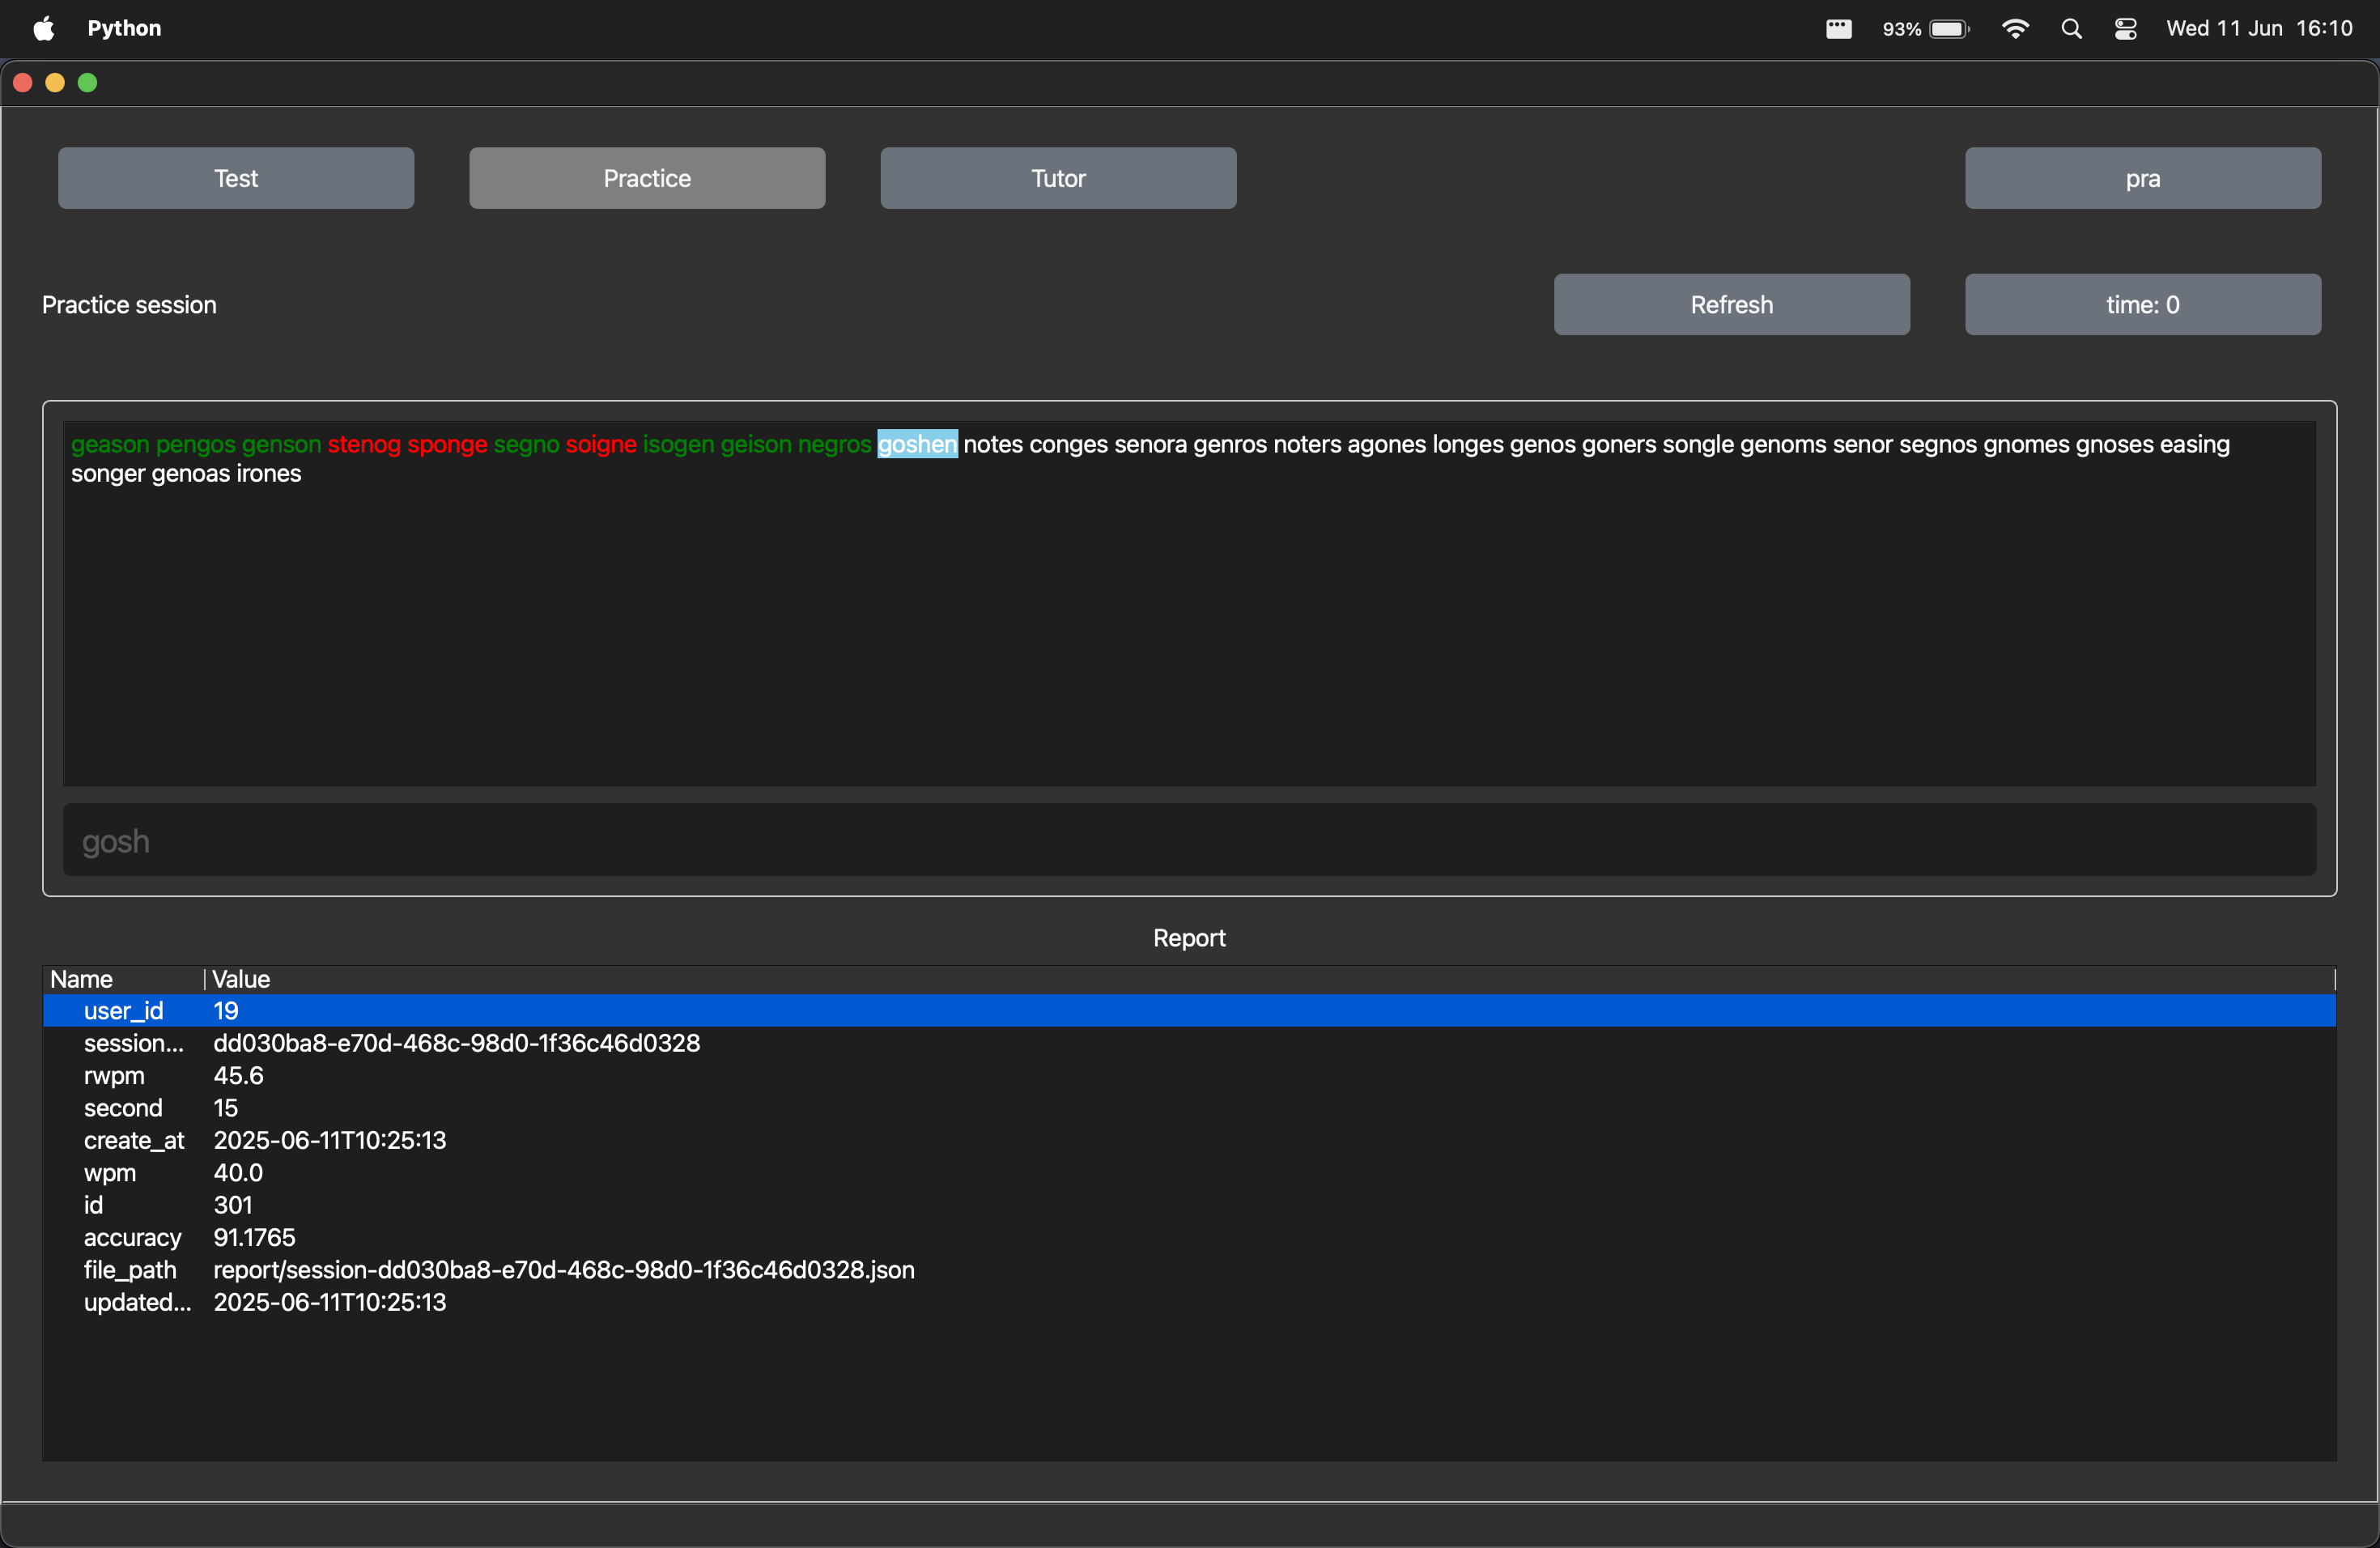 Python
93%
Wed 11 Jun 16:10
Test
Practice
Tutor
pra
Practice session
Refresh
time: 0
geason pengos genson stenog sponge segno soigne isogen geison negros goshen notes conges senora genros noters agones longes genos goners songle genoms senor segnos gnomes gnoses easing
songer genoas irones
gosh
Report
Name Value
user_id 19
session... dd030ba8-e70d-468c-98d0-1f36c46d0328
rwpm 45.6
second 15
create_at 2025-06-11T10:25:13
wpm 40.0
id 301
accuracy 91.1765
file_path report/session-dd030ba8-e70d-468c-98d0-1f36c46d0328.json
updated... 2025-06-11T10:25:13